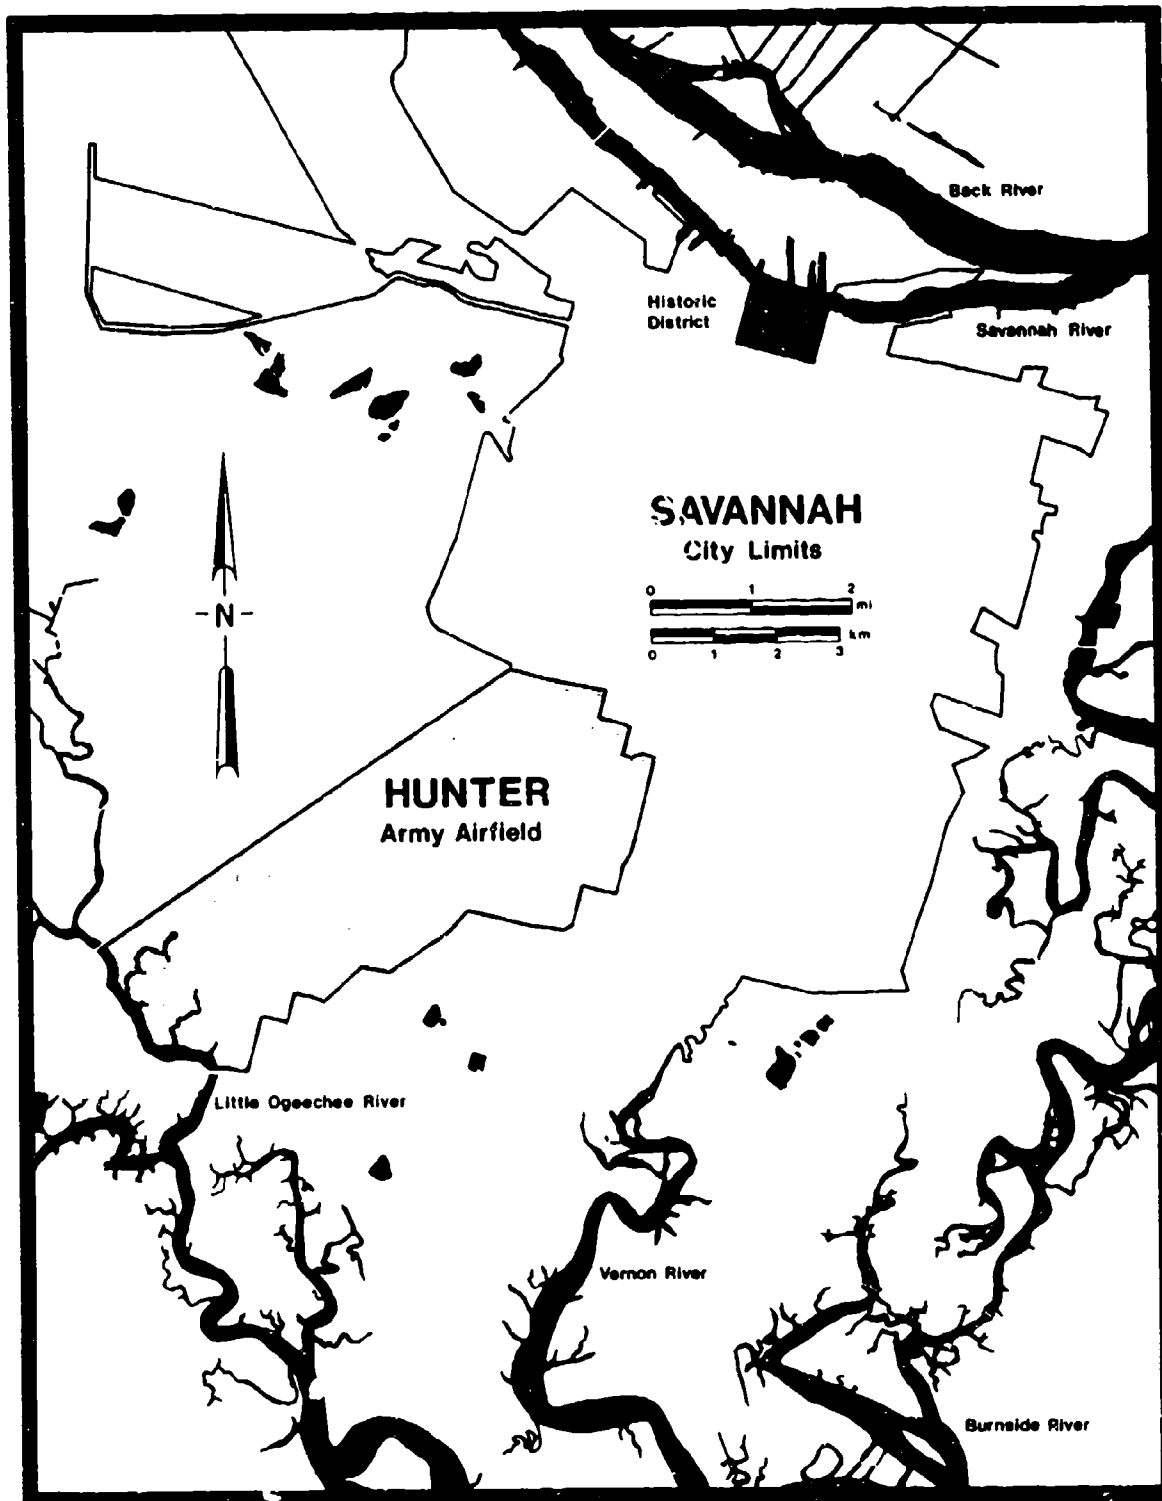 Back River
Historic
District
Savannah River
SAVANNAH
City Limits
0 1 2
mi
km
0 1 2 3
N
HUNTER
Army Airfield
Little Ogeechee River
Vernon River
Burnside River